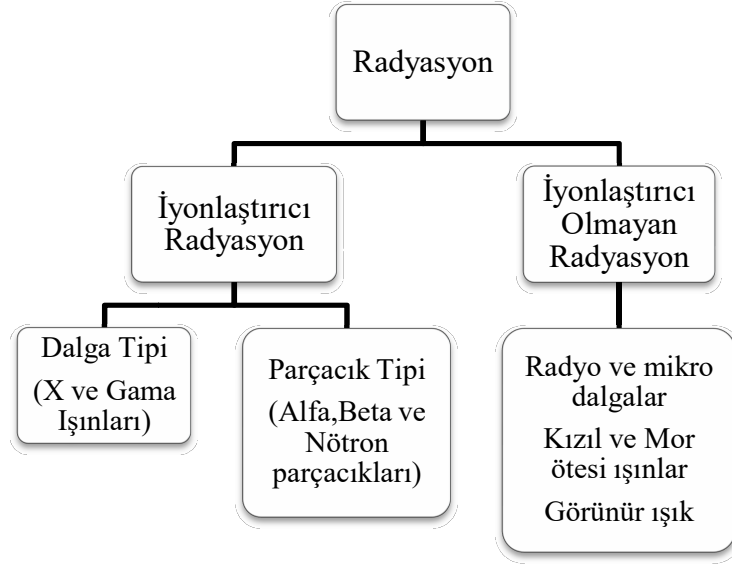 Radyasyon
İyonlaştırıcı
Radyasyon
İyonlaştırıcı
Olmayan
Radyasyon
Dalga Tipi
(X ve Gama
Işınları)
Parçacık Tipi
(Alfa,Beta ve
Nötron
parçacıkları)
Radyo ve mikro
dalgalar
Kızıl ve Mor
ötesi ışınlar
Görünür ışık